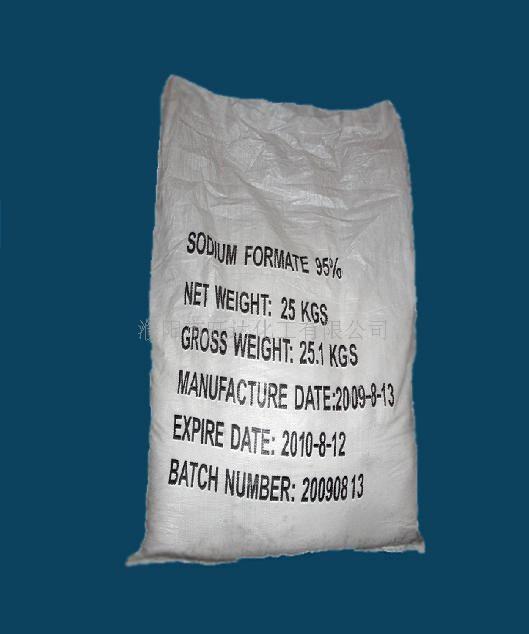 SODIUM FORMATE 95%
NET WEIGHT: 25 KGS
GROSS WEIGHT: 25.1 KGS
MANUFACTURE DATE:2009-8-13
EXPIRE DATE: 2010-8-12
BATCH NUMBER: 20090813